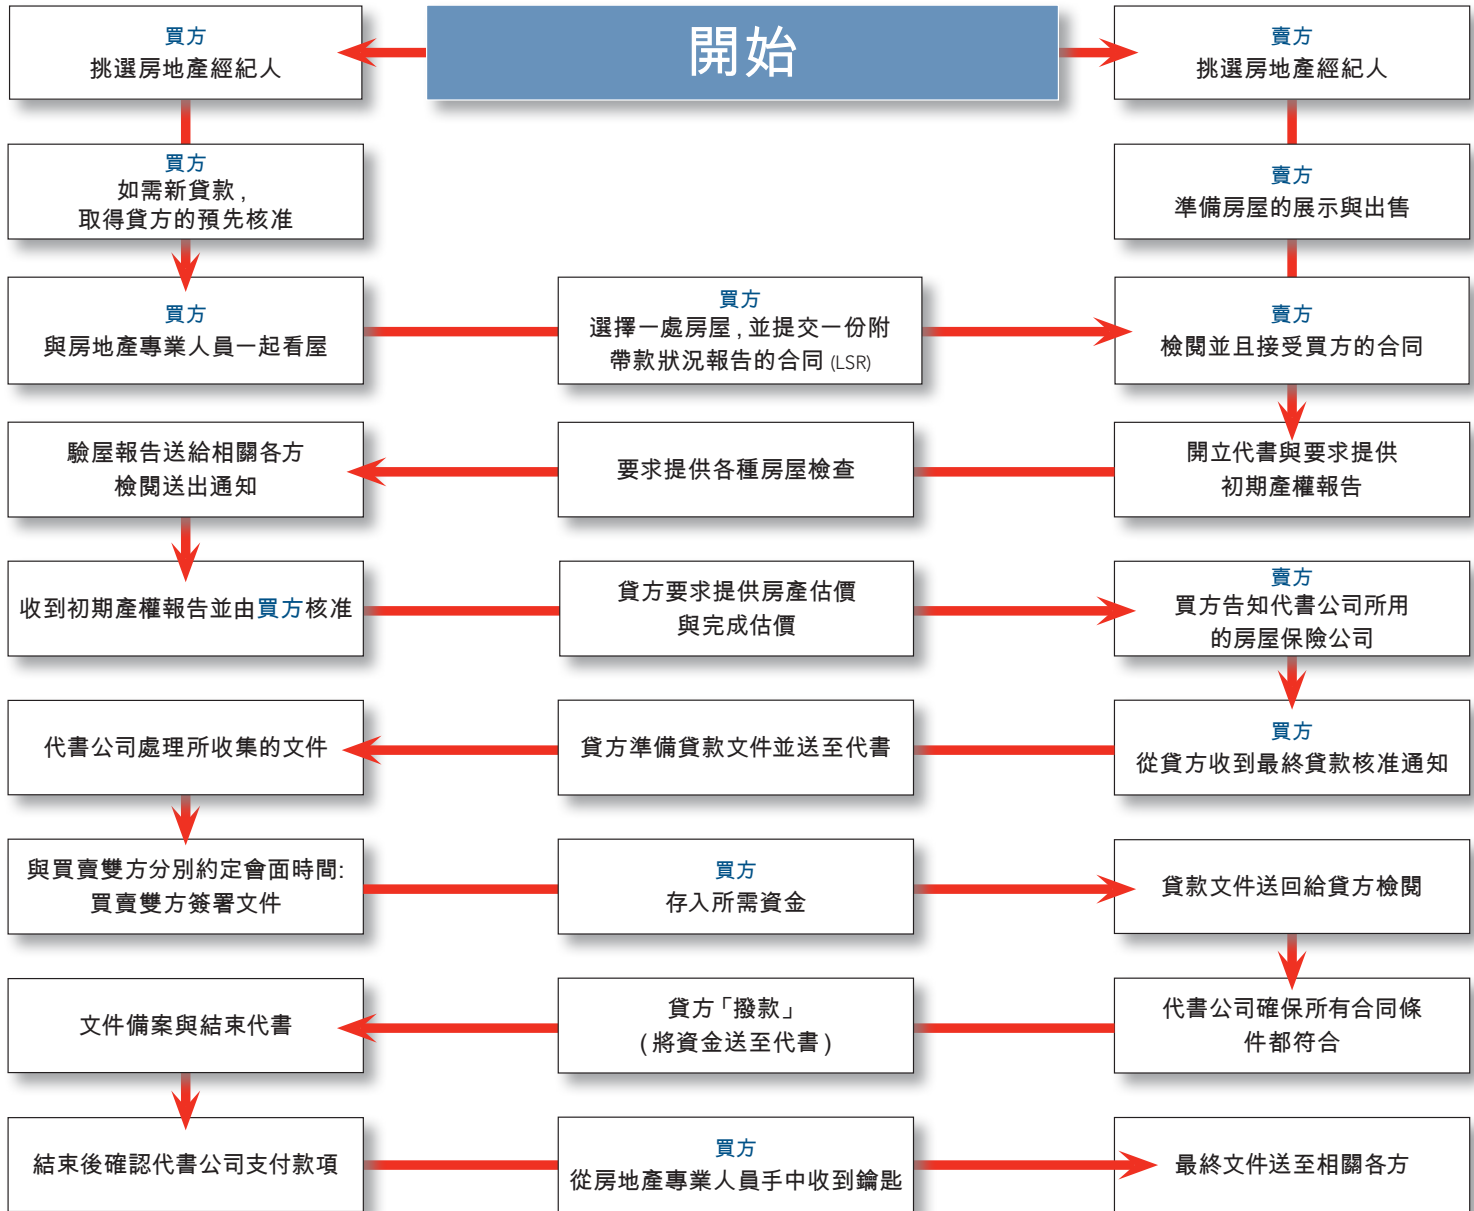 開始
買方
挑選房地產經紀人
賣方
挑選房地產經紀人
買方
如需新貸款,
取得貸方的預先核准
賣方
準備房屋的展示與出售
買方
與房地產專業人員一起看屋
買方
選擇一處房屋,並提交一份附
帶款狀況報告的合同 (LSR)
賣方
檢閱並且接受買方的合同
驗屋報告送給相關各方
檢閱送出通知
要求提供各種房屋檢查
開立代書與要求提供
初期產權報告
收到初期產權報告並由買方核准
貸方要求提供房產估價
與完成估價
賣方
買方告知代書公司所用
的房屋保險公司
代書公司處理所收集的文件
貸方準備貸款文件並送至代書
買方
從貸方收到最終貸款核准通知
與買賣雙方分別約定會面時間:
買賣雙方簽署文件
買方
存入所需資金
貸款文件送回給貸方檢閱
文件備案與結束代書
貸方「撥款」
(將資金送至代書)
代書公司確保所有合同條
件都符合
結束後確認代書公司支付款項
買方
從房地產專業人員手中收到鑰匙
最終文件送至相關各方